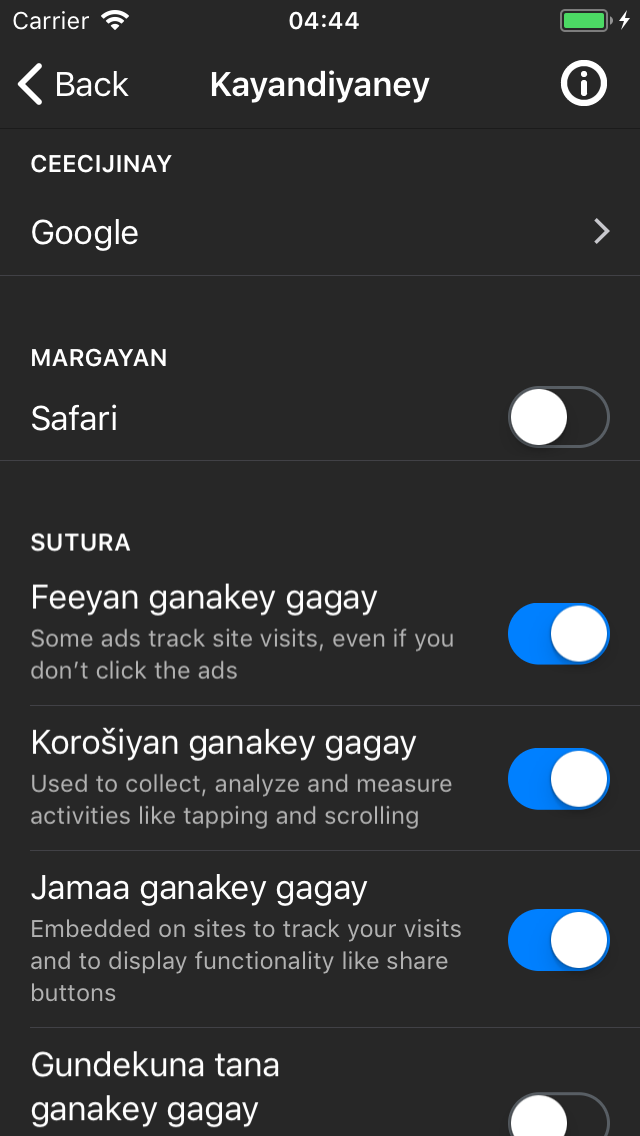 Carrier 04:44
Back Kayandiyaney
CEECIJINAY
Google
MARGAYAN
Safari
SUTURA
Feeyan ganakey gagay
Some ads track site visits, even if you
don’t click the ads
Korošiyan ganakey gagay
Used to collect, analyze and measure
activities like tapping and scrolling
Jamaa ganakey gagay
Embedded on sites to track your visits
and to display functionality like share
buttons
Gundekuna tana
ganakey gagay